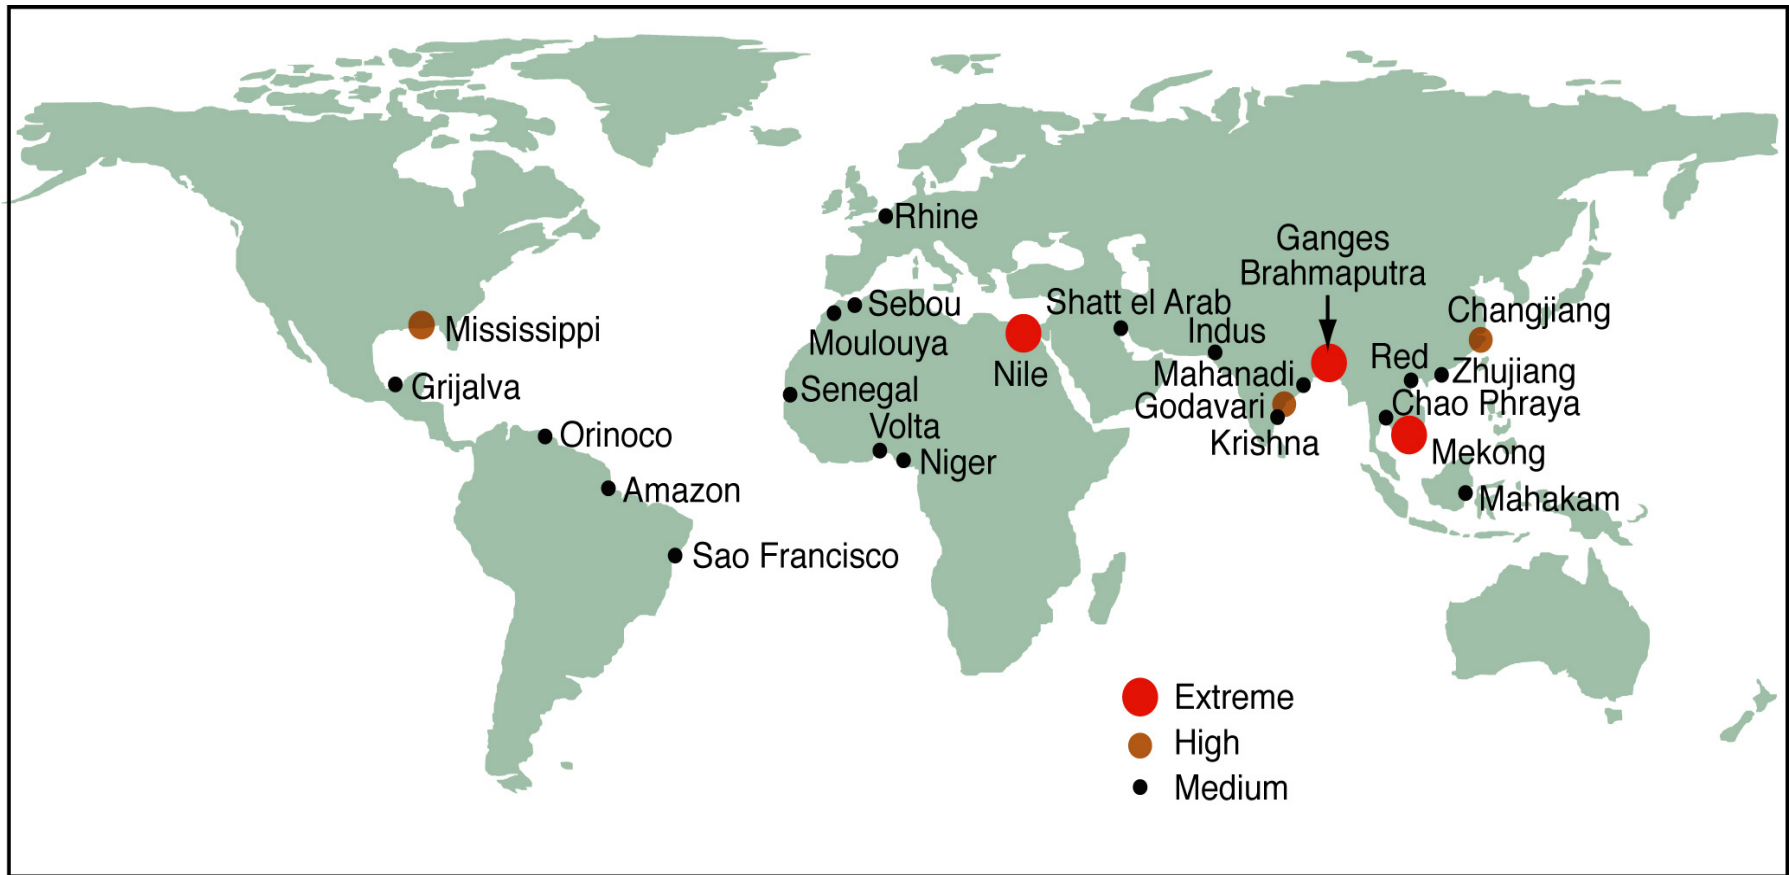 Rhine
Ganges
Brahmaputra
Sebou
Shatt el Arab
Changjiang
Mississippi
Moulouya
Indus
Nile
Red
Mahanadi
Zhujiang
Grijalva
Senegal
Godavari
Chao Phraya
Volta
Orinoco
Krishna
Niger
Mekong
Amazon
Mahakam
Sao Francisco
Extreme
High
Medium